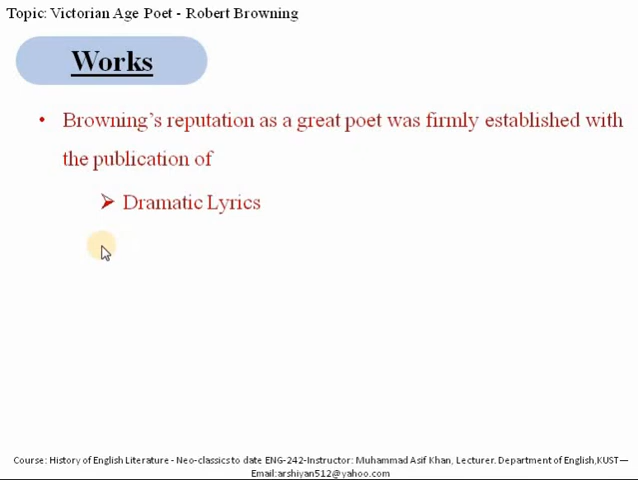 Topic: Victorian Age Poet - Robert Browning
Works
• Browning's reputation as a great poet was firmly established with
the publication of
➢ Dramatic Lyrics
Course: History of English Literature - Neo-classics to date ENG-242-Instructor: Muhammad Asif Khan, Lecturer. Department of English,KUST—
Email:arshiyan512@yahoo.com